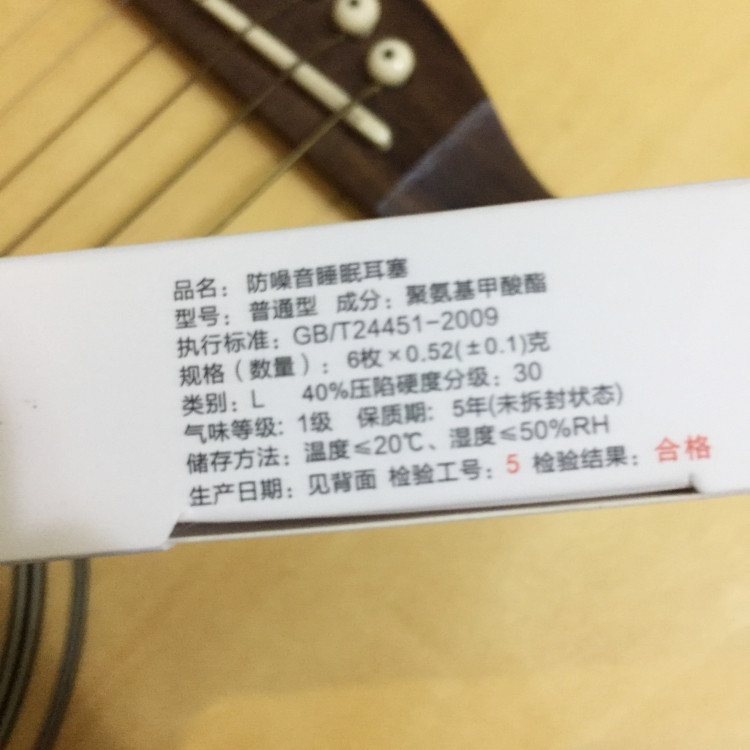 品名：防噪音睡眠耳塞
型号：普通型 成分：聚氨基甲酸酯
执行标准：GB/T24451-2009
规格（数量）：6枚×0.52(±0.1)克
类别：L 40%压陷硬度分级：30
气味等级：1级 保质期：5年(未拆封状态)
储存方法：温度≤20℃、湿度≤50%RH
生产日期：见背面 检验工号：5 检验结果：合格